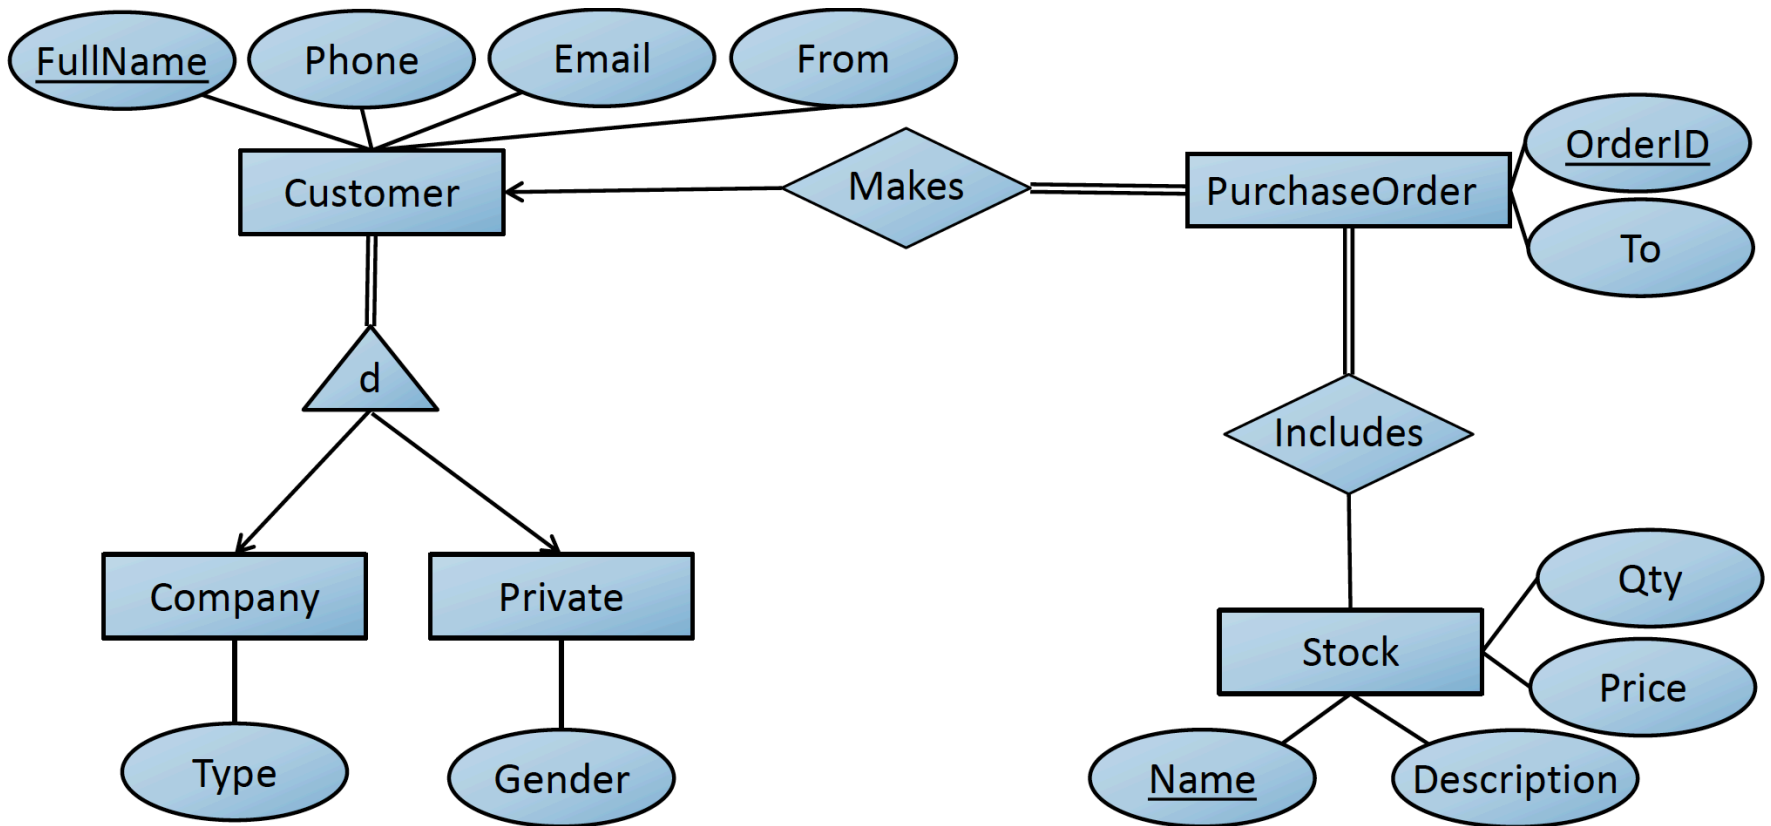 FullName
Phone
Email
From
OrderID
Customer
Makes
PurchaseOrder
To
d
Includes
Company
Private
Qty
Stock
Price
Type
Gender
Name
Description